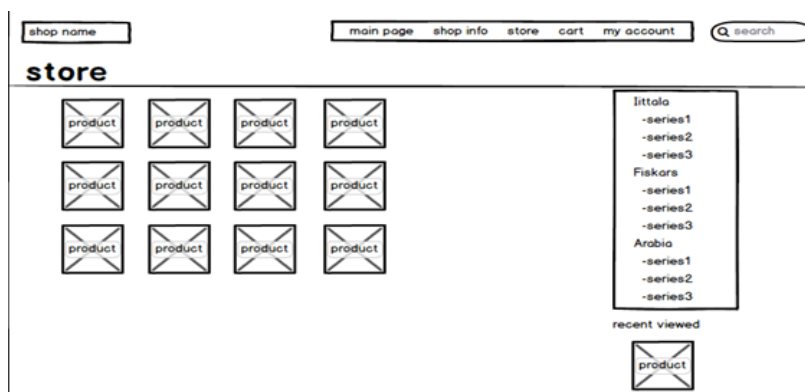 shop name
main page shop info store cart my account
search
store
product product product product
product product product product
product product product product
Iittala
-series1
-series2
-series3
Fiskars
-series1
-series2
-series3
Arabia
-series1
-series2
-series3
recent viewed
product